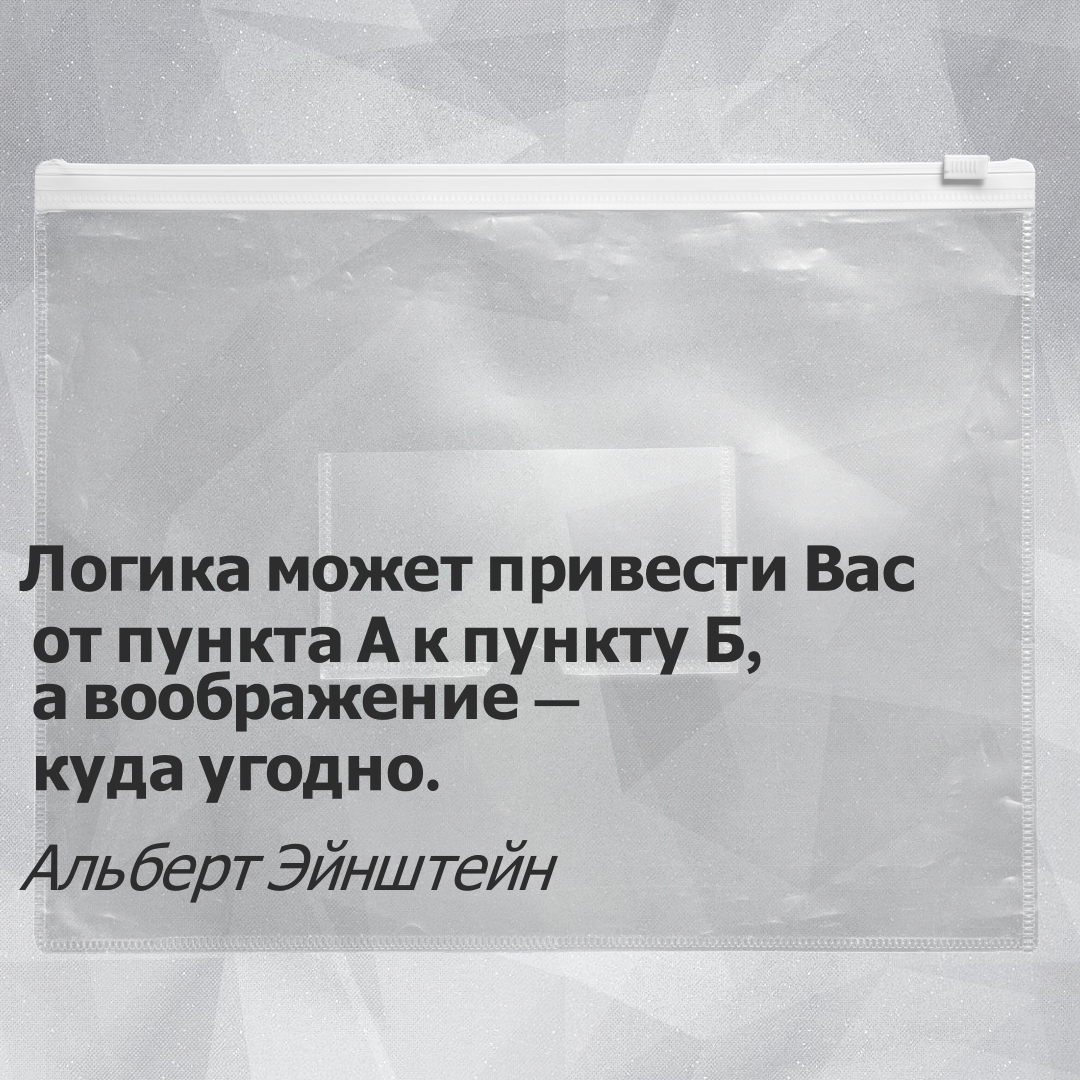 Логика может привести Вас
от пункта А к пункту Б,
а воображение —
куда угодно.
Альберт Эйнштейн